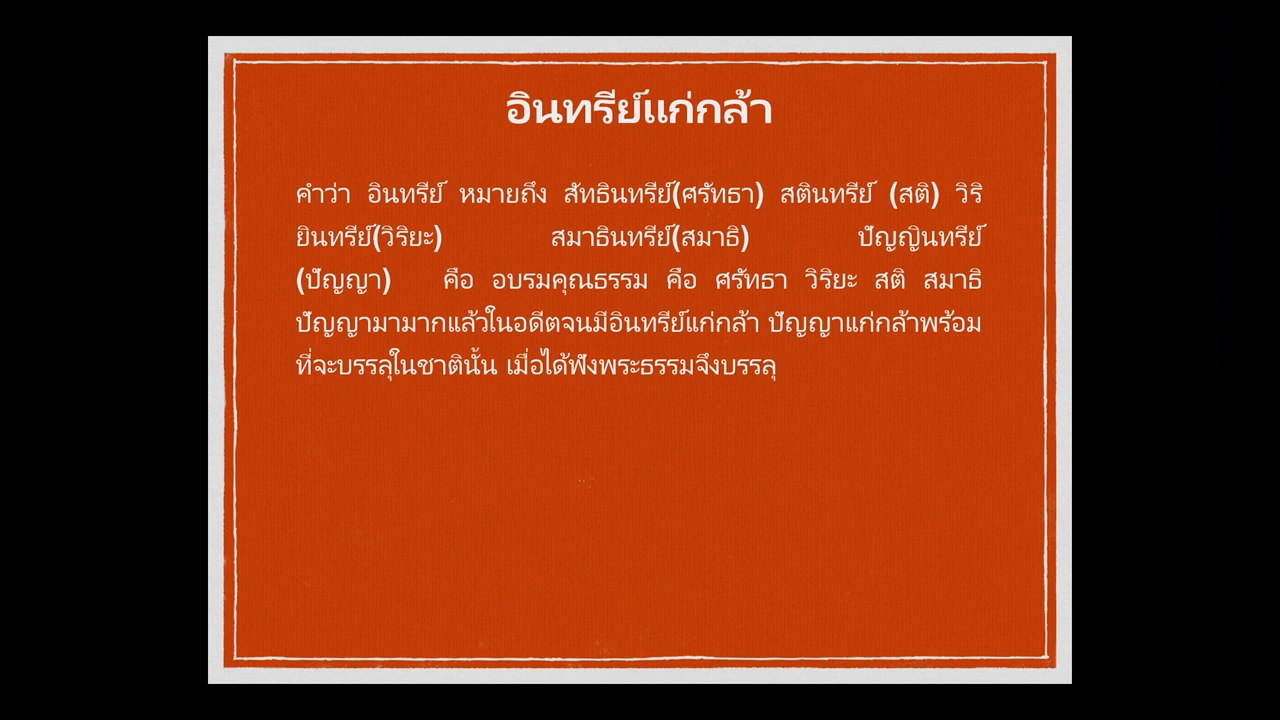 อินทรีย์แก่กล้า
คำว่า อินทรีย์ หมายถึง สัทธินทรีย์(ศรัทธา) สตินทรีย์ (สติ) วิริ
ยินทรีย์(วิริยะ) สมาธินทรีย์(สมาธิ) ปัญญินทรีย์
(ปัญญา) คือ อบรมคุณธรรม คือ ศรัทธา วิริยะ สติ สมาธิ
ปัญญามามากแล้วในอดีตจนมีอินทรีย์แก่กล้า ปัญญาแก่กล้าพร้อม
ที่จะบรรลุในชาตินั้น เมื่อได้ฟังพระธรรมจึงบรรลุ